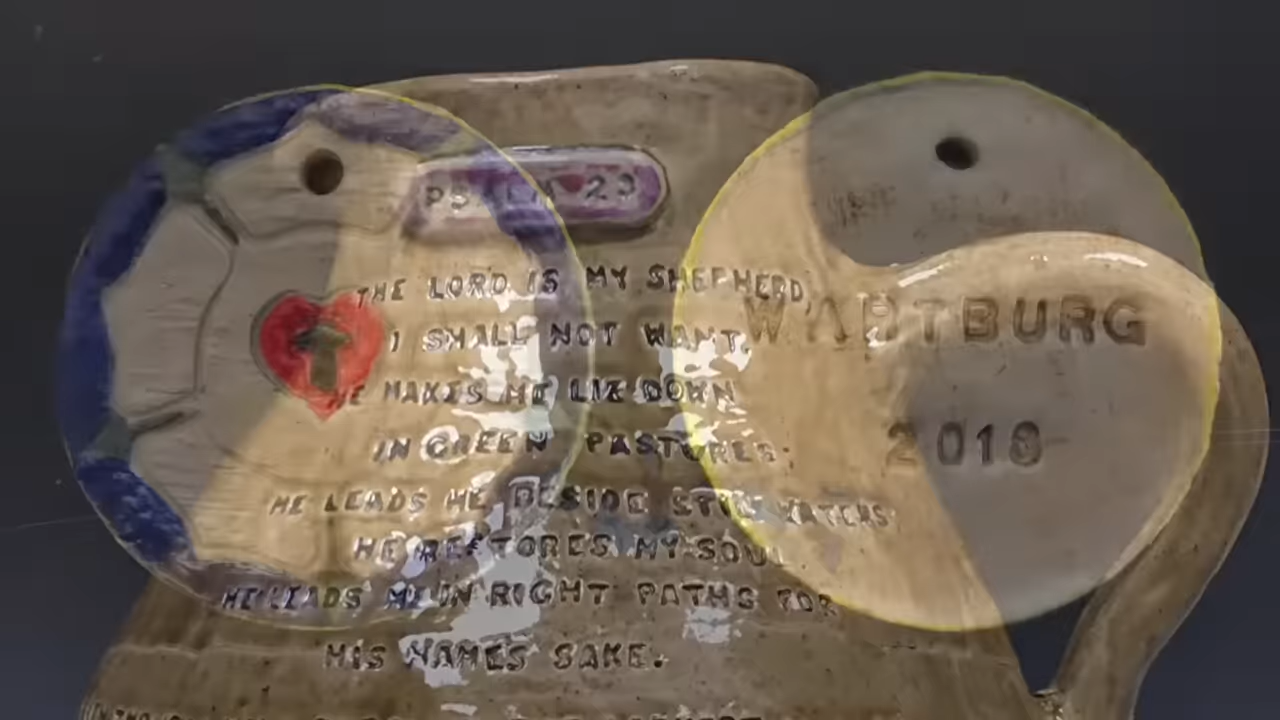 PSALM 23
THE LORD IS MY SHEPHERD,
I SHALL NOT WANT.
HE MAKES ME LIE DOWN
IN GREEN PASTURES;
HE LEADS ME BESIDE STILL WATERS
HE RESTORES MY SOUL
HE LEADS ME IN RIGHT PATHS FOR
HIS NAMES SAKE.
WARTBURG
2018